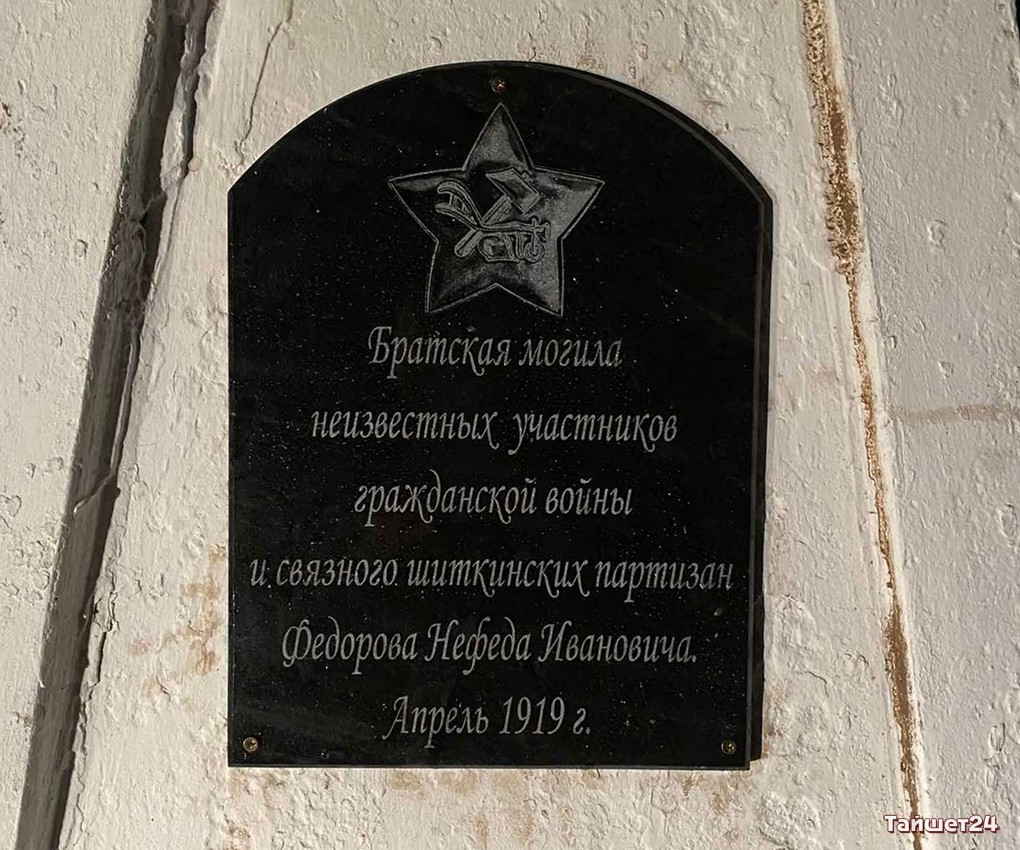 Братская могила
неизвестных участников
гражданской войны
и связного шиткинских партизан
Федорова Нефеда Ивановича.
Апрель 1919 г.
Тайшет24